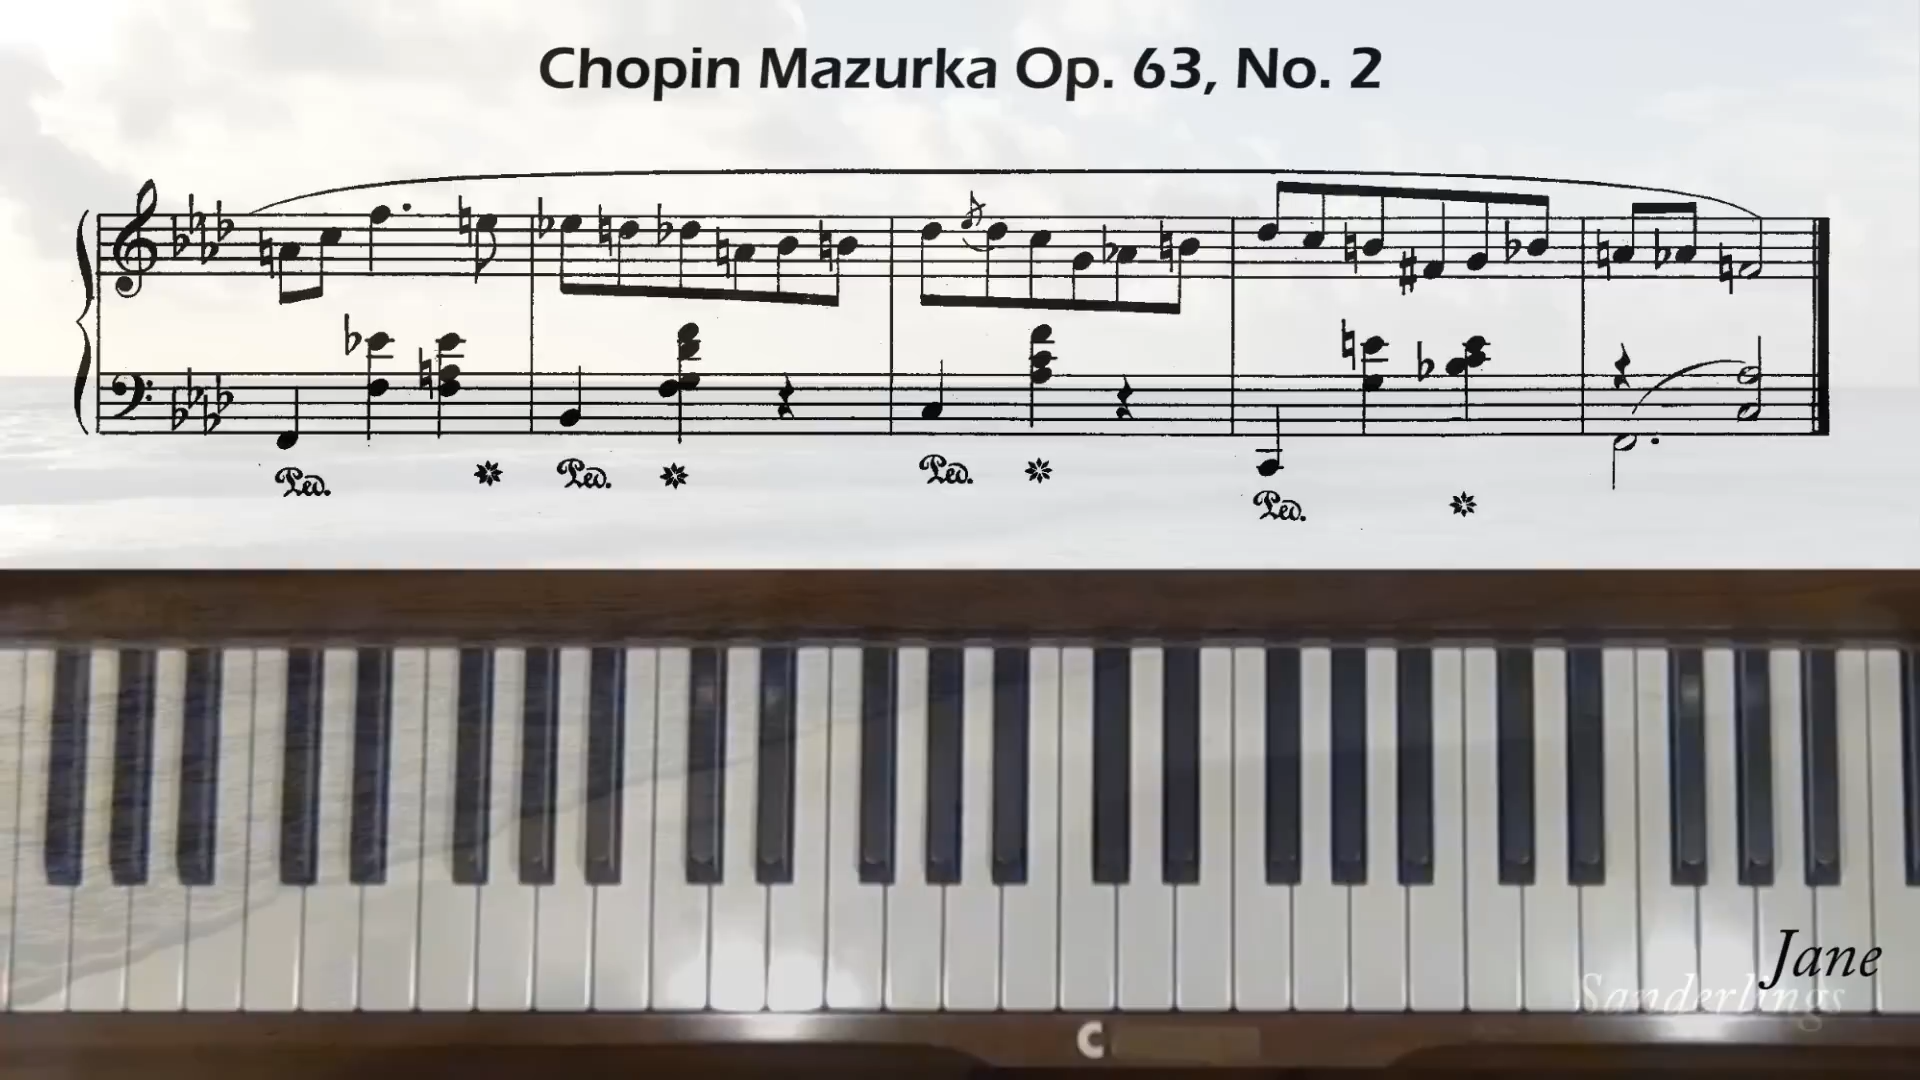 Chopin Mazurka Op. 63, No. 2
Ped. Ped. Ped. Ped.
C
Jane
Sanderlings